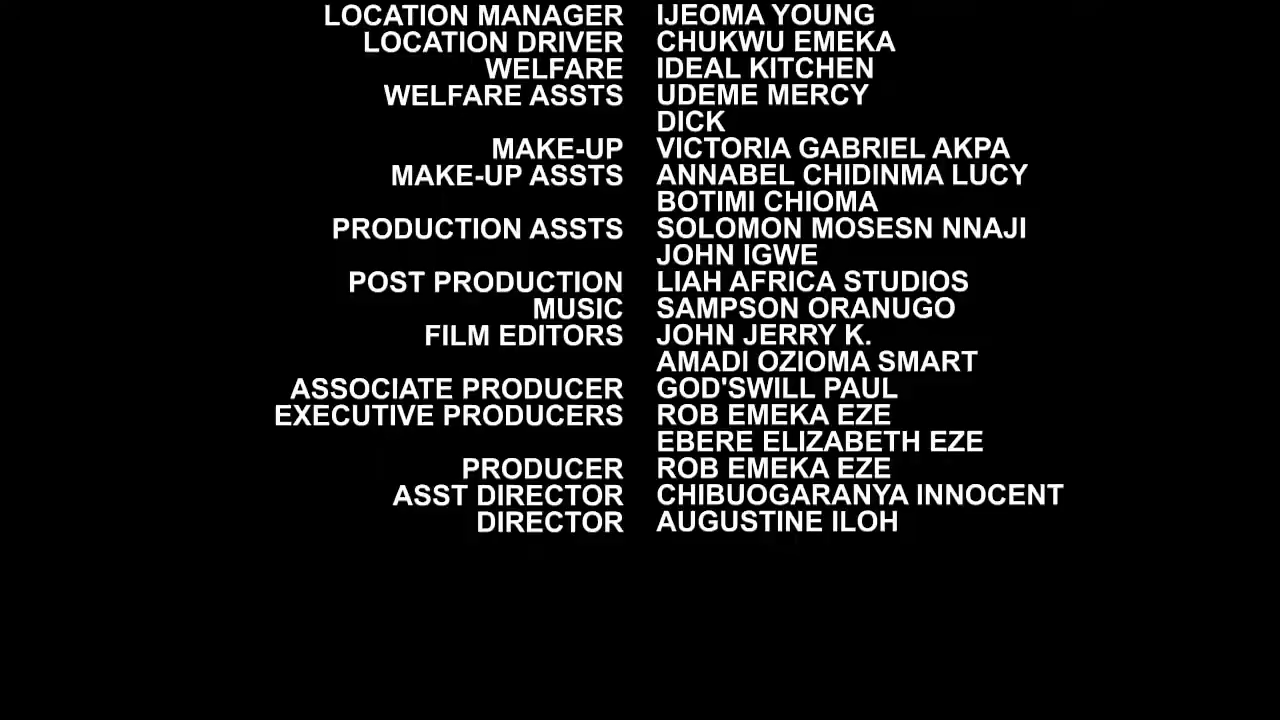 LOCATION MANAGER IJEOMA YOUNG
LOCATION DRIVER CHUKWU EMEKA
WELFARE IDEAL KITCHEN
WELFARE ASSTS UDEME MERCY
DICK
MAKE-UP VICTORIA GABRIEL AKPA
MAKE-UP ASSTS ANNABEL CHIDINMA LUCY
BOTIMI CHIOMA
PRODUCTION ASSTS SOLOMON MOSESN NNAJI
JOHN IGWE
POST PRODUCTION LIAH AFRICA STUDIOS
MUSIC SAMPSON ORANUGO
FILM EDITORS JOHN JERRY K.
AMADI OZIOMA SMART
ASSOCIATE PRODUCER GOD'SWILL PAUL
EXECUTIVE PRODUCERS ROB EMEKA EZE
EBERE ELIZABETH EZE
PRODUCER ROB EMEKA EZE
ASST DIRECTOR CHIBUOGARANYA INNOCENT
DIRECTOR AUGUSTINE ILOH